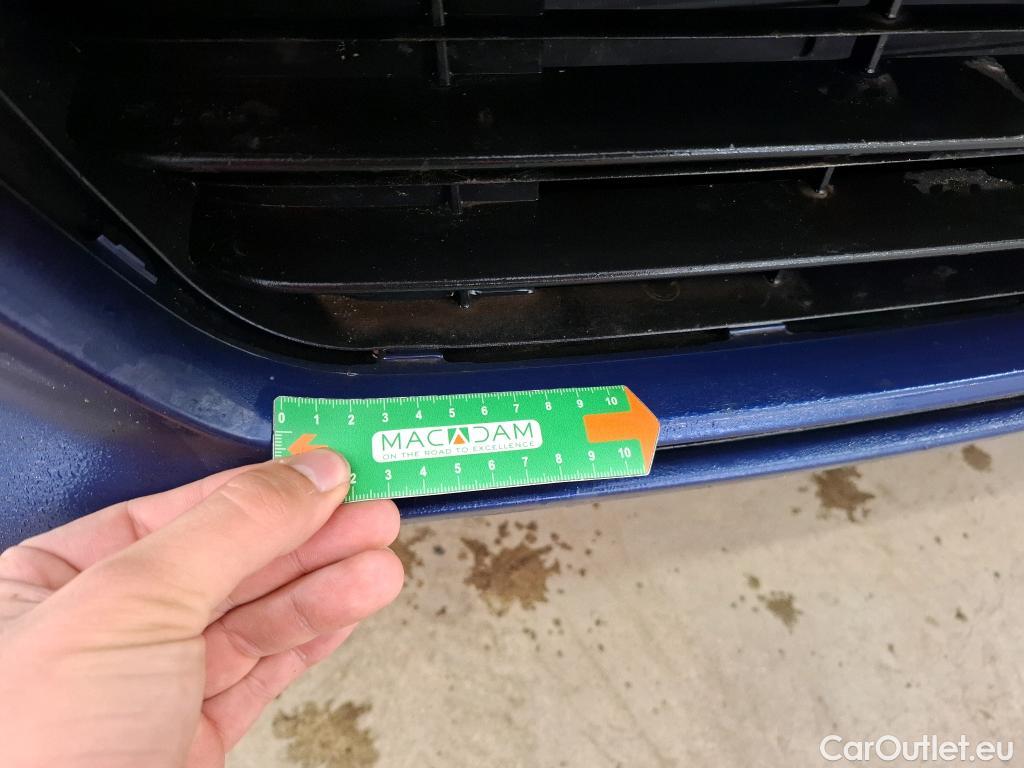 0 1 2 3 4 5 6 7 8 9 10
MACADAM
ON THE ROAD TO EXCELLENCE
2 3 4 5 6 7 8 9 10
CarOutlet.eu